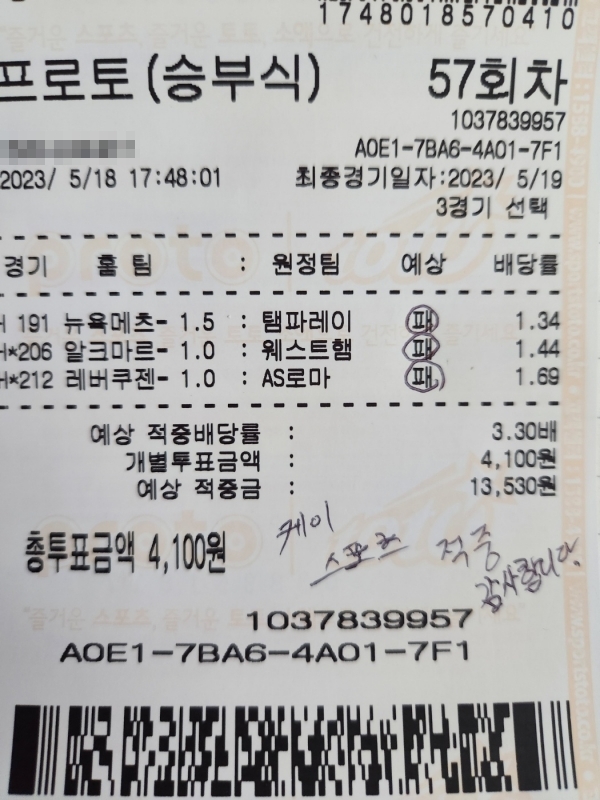 1748018570410
프로토(승부식) 57회차
1037839957
A0E1-7BA6-4A01-7F1
2023/ 5/18 17:48:01 최종경기일자:2023/ 5/19
3경기 선택
경기 홈 팀 : 원정팀 예상 배당률
H 191 뉴욕메츠- 1.5 : 탬파레이 패 1.34
H*206 알크마르- 1.0 : 웨스트햄 패 1.44
H*212 레버쿠젠- 1.0 : AS로마 패 1.69
예상 적중배당률 : 3.30배
개별투표금액 : 4,100원
예상 적중금 : 13,530원
총투표금액 4,100원
케이 스포츠 적중 감사합니다.
1037839957
A0E1-7BA6-4A01-7F1